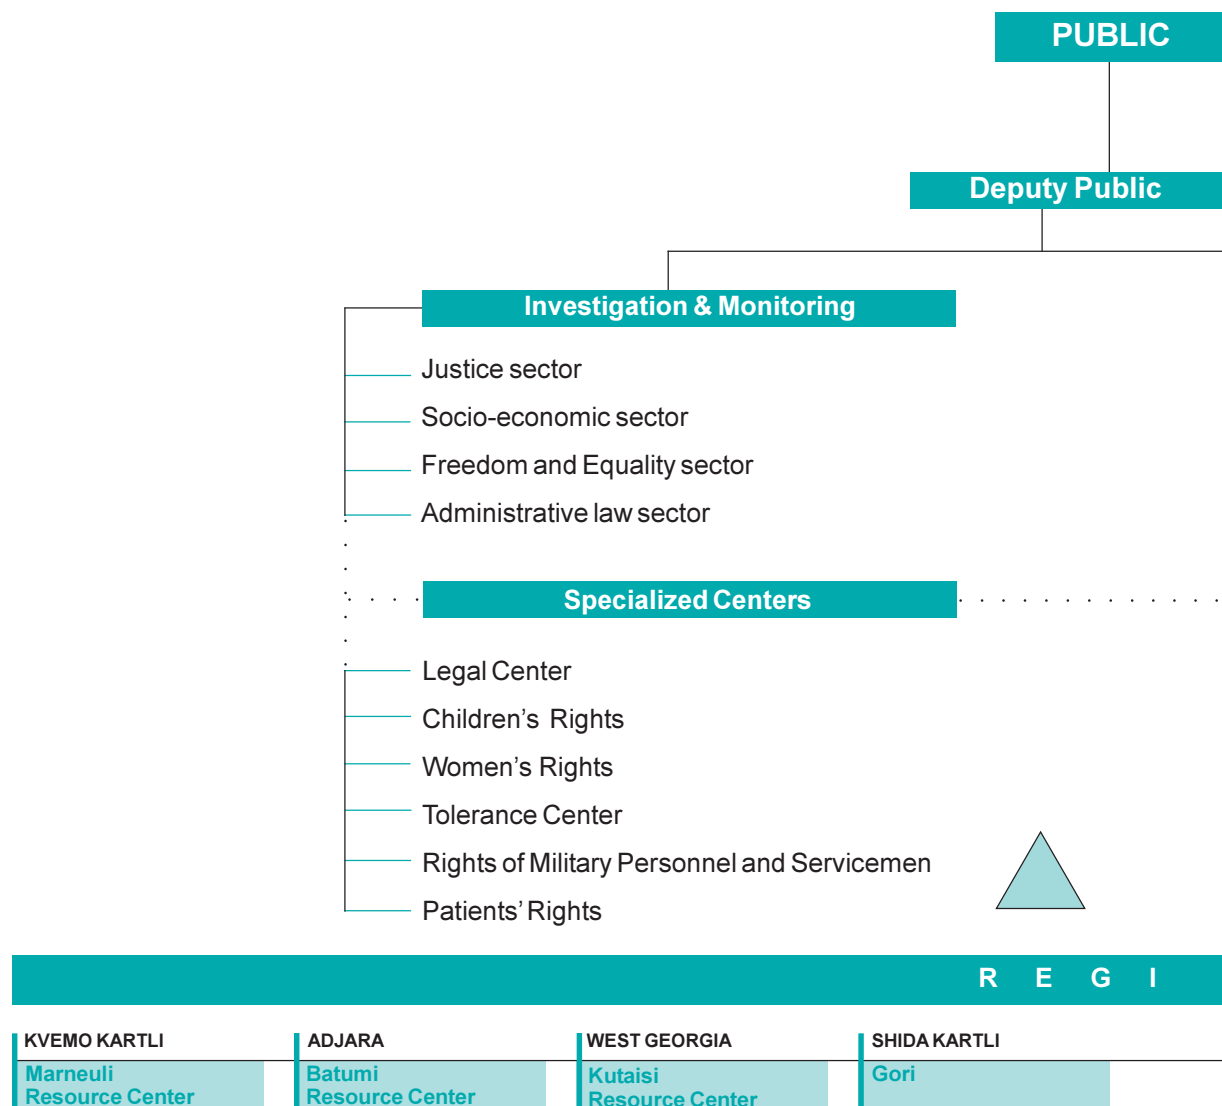 PUBLIC
Deputy Public
Investigation & Monitoring
Justice sector
Socio-economic sector
Freedom and Equality sector
Administrative law sector
Specialized Centers
Legal Center
Children’s Rights
Women’s Rights
Tolerance Center
Rights of Military Personnel and Servicemen
Patients’ Rights
R E G I
KVEMO KARTLI
Marneuli
Resource Center
ADJARA
Batumi
Resource Center
WEST GEORGIA
Kutaisi
Resource Center
SHIDA KARTLI
Gori